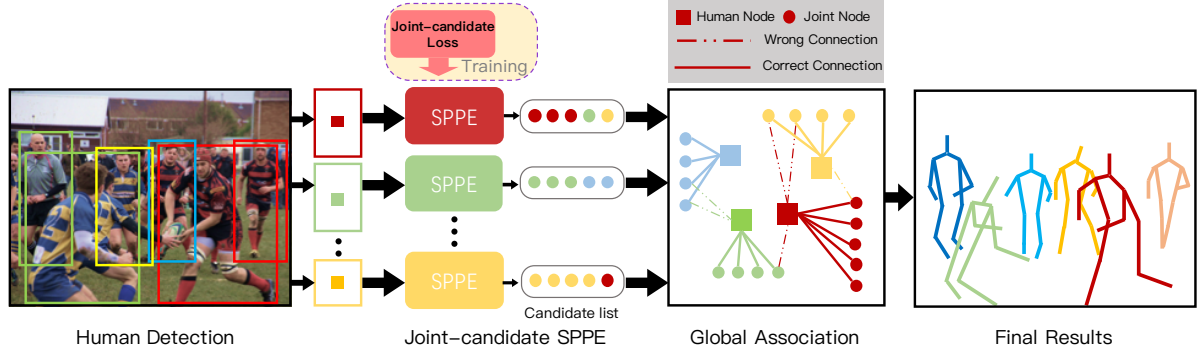 Joint-candidate
Loss
Training
Human Node
Joint Node
Wrong Connection
Correct Connection
SPPE
SPPE
SPPE
Candidate list
Human Detection
Joint-candidate SPPE
Global Association
Final Results